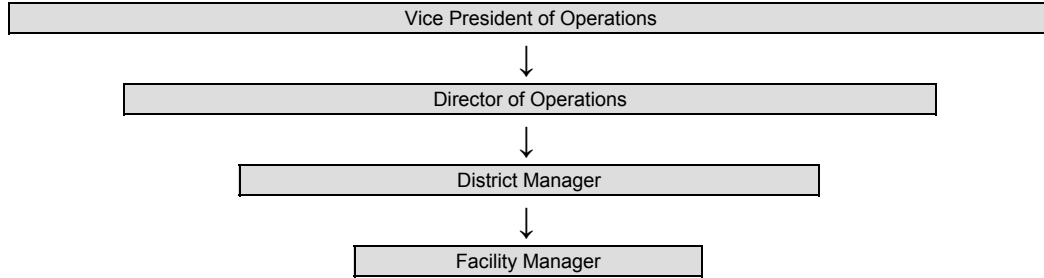 Vice President of Operations
Director of Operations
District Manager
Facility Manager